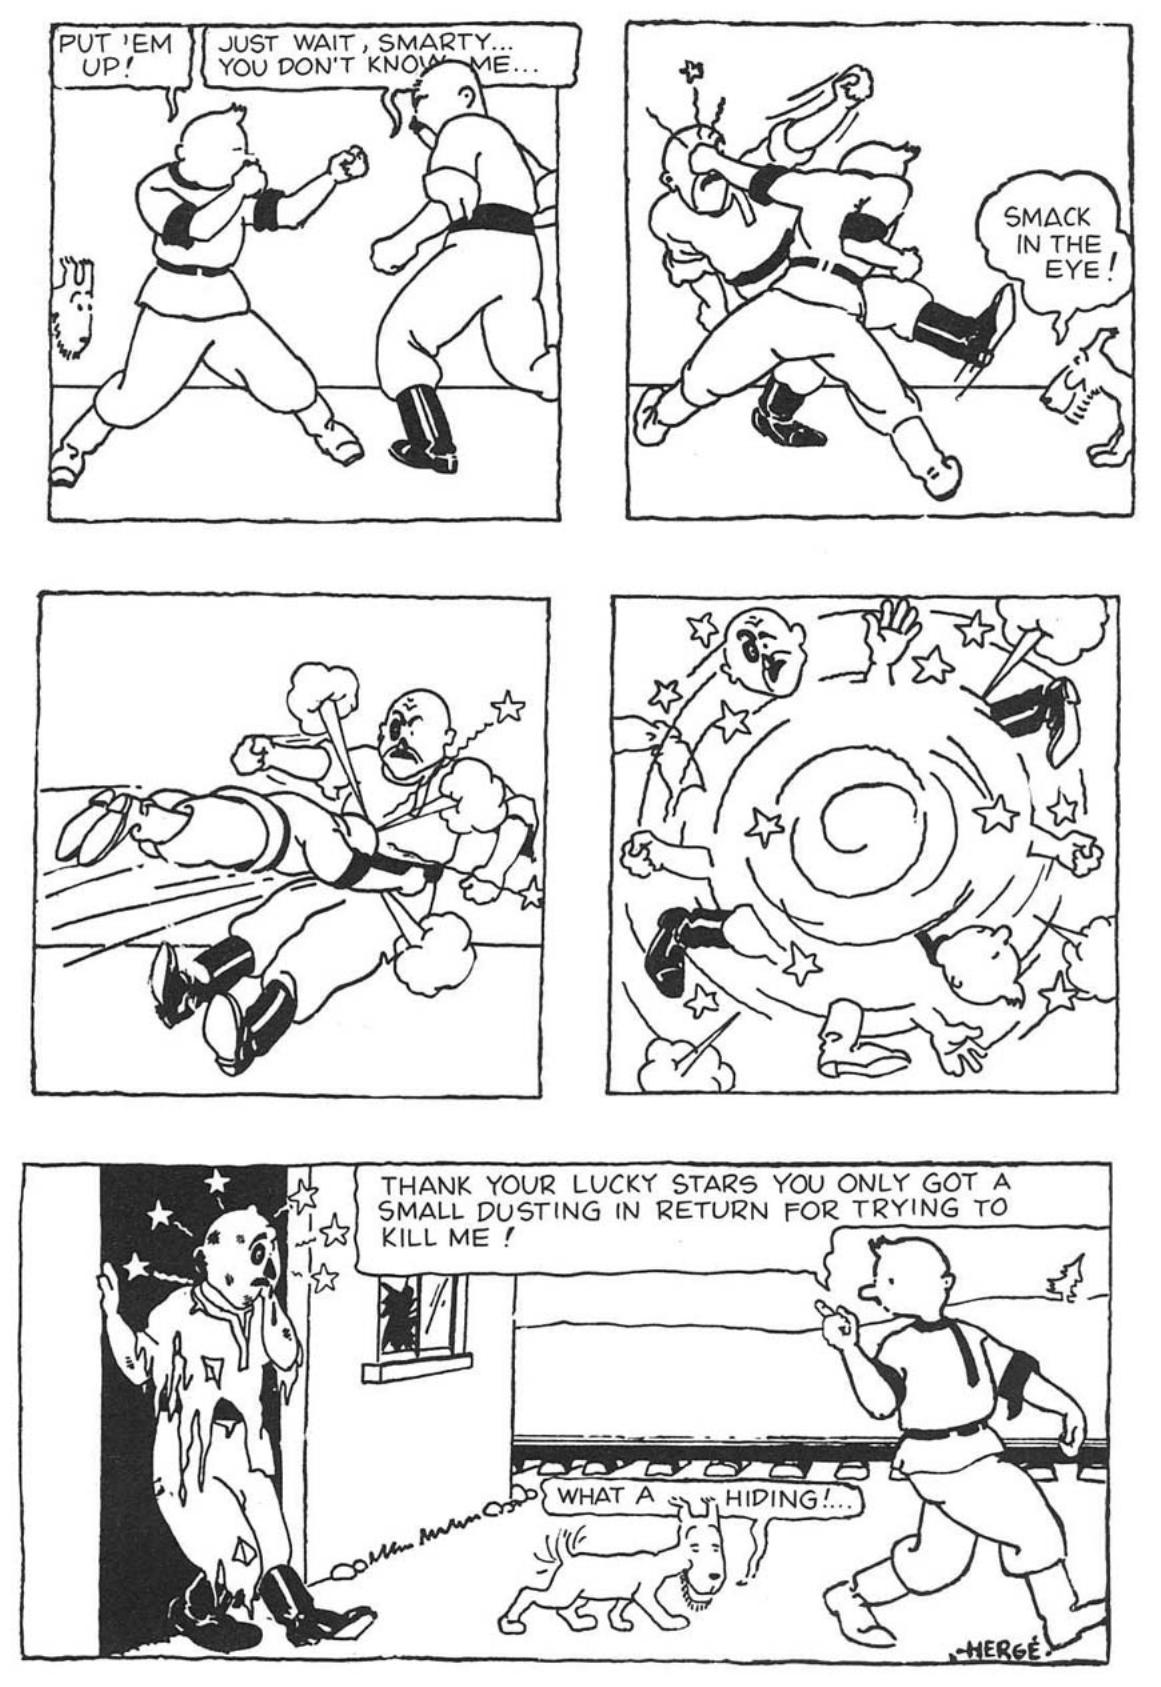 PUT 'EM
UP!
JUST WAIT, SMARTY...
YOU DON'T KNOW ME...
SMACK
IN THE
EYE!
THANK YOUR LUCKY STARS YOU ONLY GOT A
SMALL DUSTING IN RETURN FOR TRYING TO
KILL ME!
WHAT A HIDING!...
HERGÉ